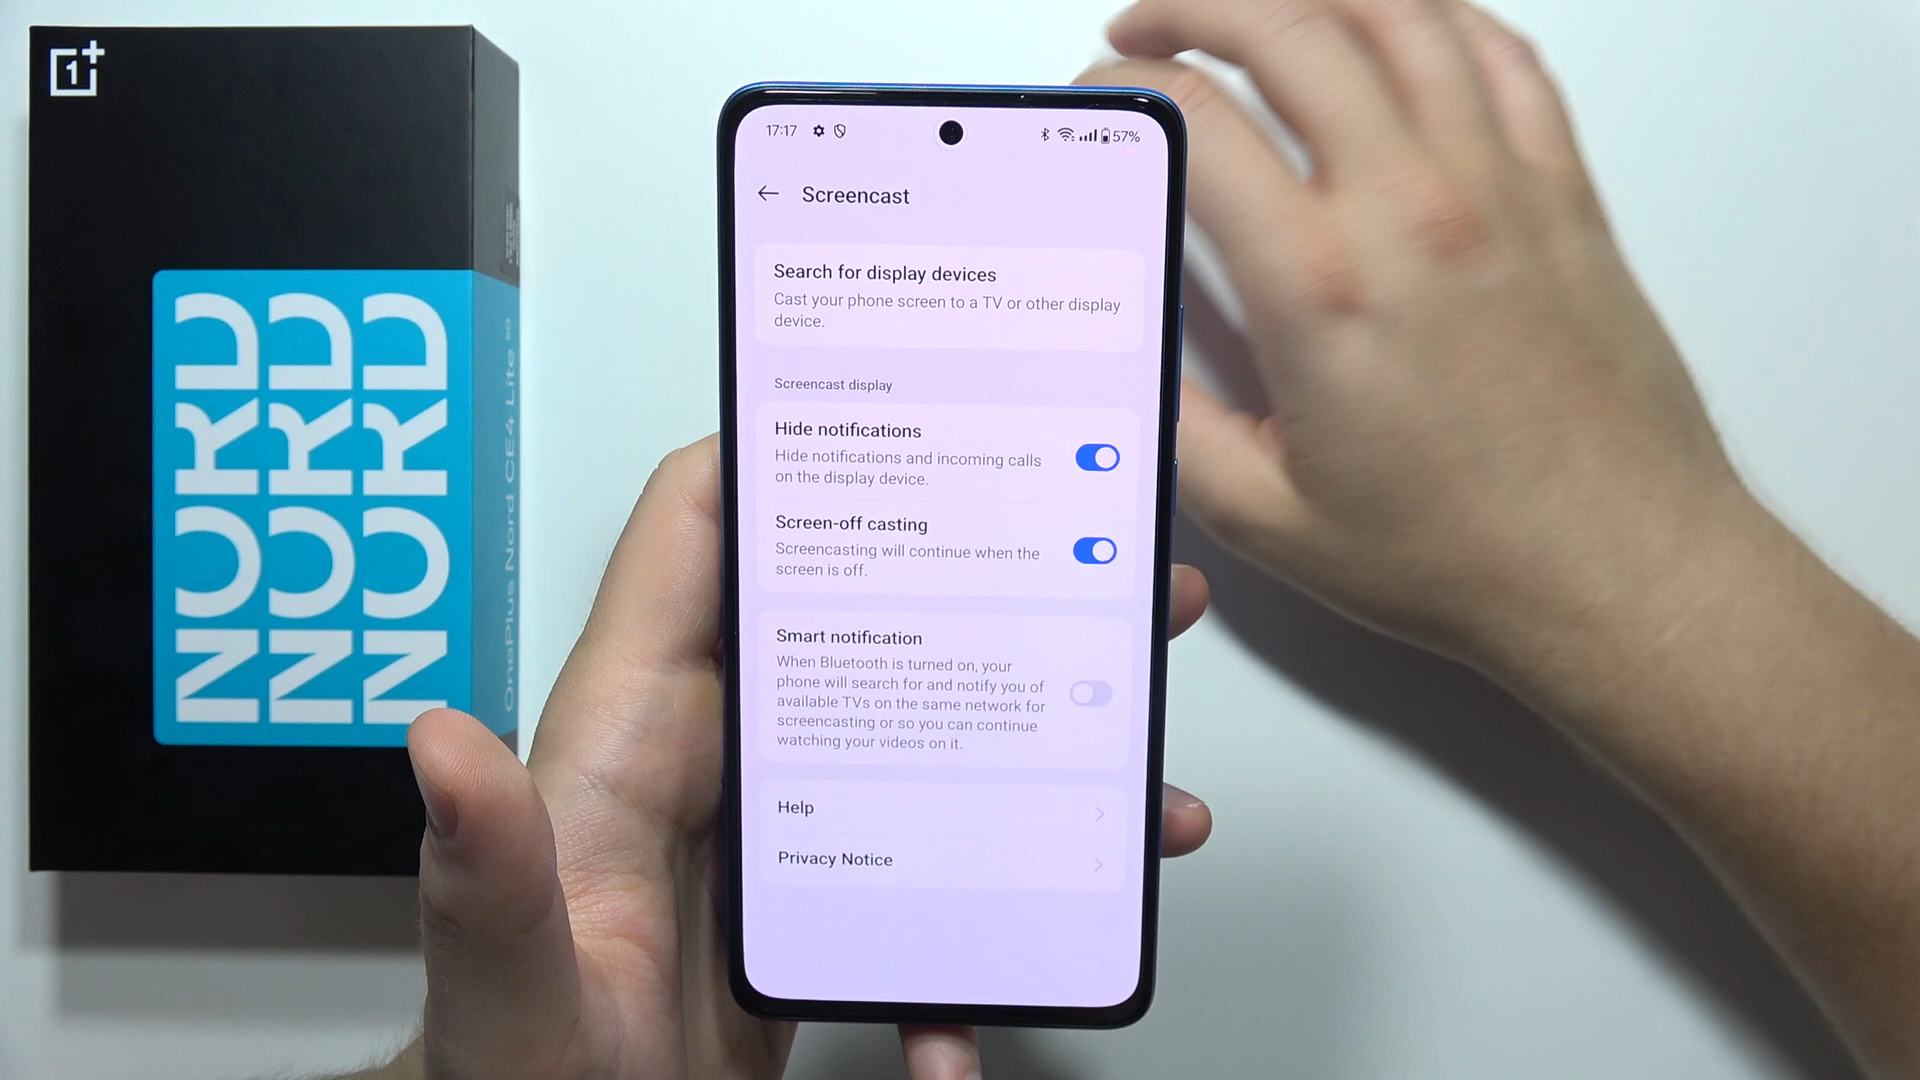 1+
NORD
NORD
NORD
OnePlus Nord CE4 Lite 5G
17:17
57%
Screencast
Search for display devices
Cast your phone screen to a TV or other display
device.
Screencast display
Hide notifications
Hide notifications and incoming calls
on the display device.
Screen-off casting
Screencasting will continue when the
screen is off.
Smart notification
When Bluetooth is turned on, your
phone will search for and notify you of
available TVs on the same network for
screencasting or so you can continue
watching your videos on it.
Help
Privacy Notice